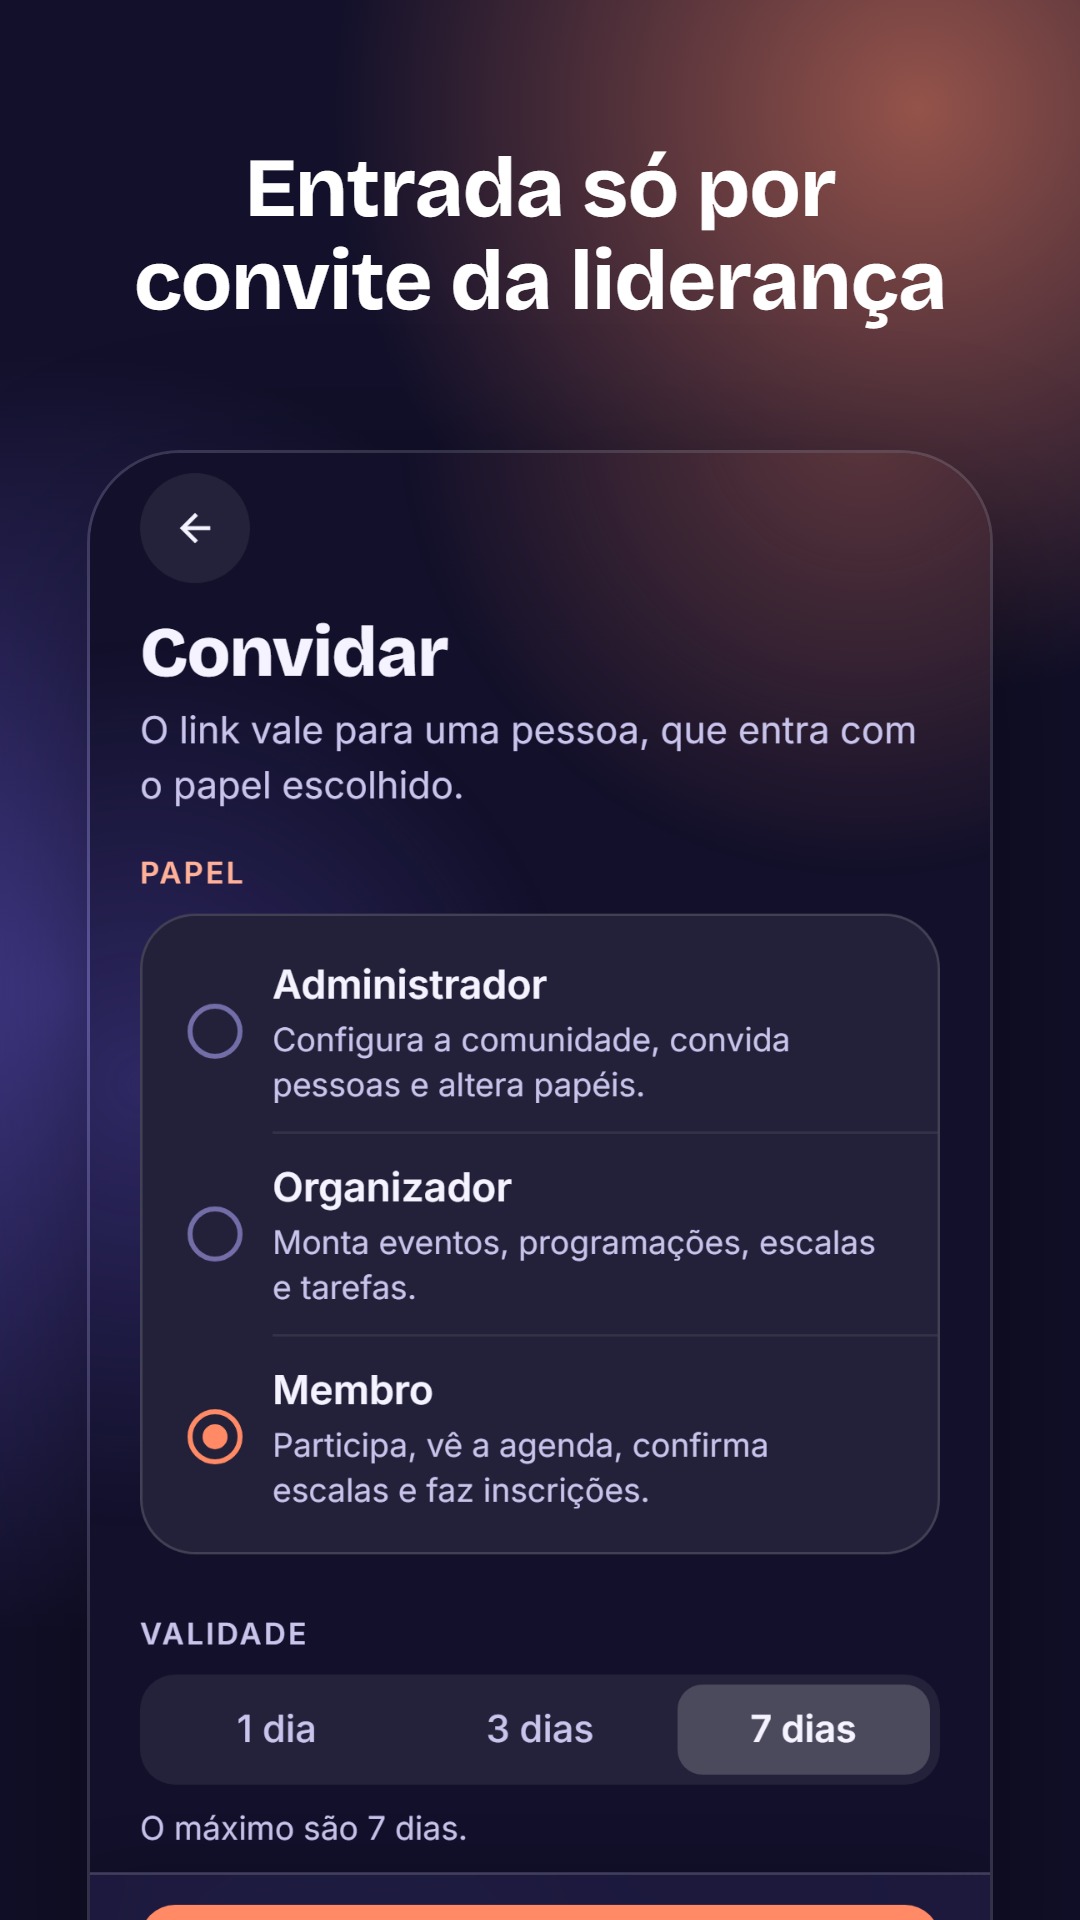 Entrada só por
convite da liderança
Convidar
O link vale para uma pessoa, que entra com
o papel escolhido.
PAPEL
Administrador
Configura a comunidade, convida
pessoas e altera papéis.
Organizador
Monta eventos, programações, escalas
e tarefas.
Membro
Participa, vê a agenda, confirma
escalas e faz inscrições.
VALIDADE
1 dia
3 dias
7 dias
O máximo são 7 dias.